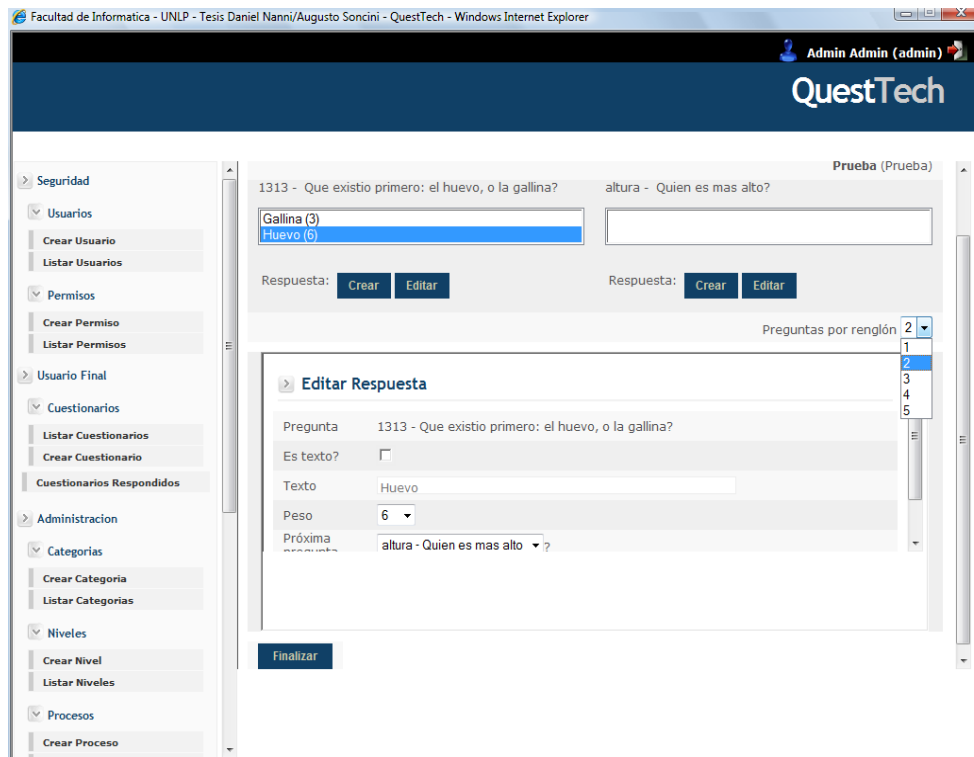 Facultad de Informatica - UNLP - Tesis Daniel Nanni/Augusto Soncini - QuestTech - Windows Internet Explorer
Admin Admin (admin)
QuestTech
Seguridad
Usuarios
Crear Usuario
Listar Usuarios
Permisos
Crear Permiso
Listar Permisos
Usuario Final
Cuestionarios
Listar Cuestionarios
Crear Cuestionario
Cuestionarios Respondidos
Administracion
Categorias
Crear Categoria
Listar Categorias
Niveles
Crear Nivel
Listar Niveles
Procesos
Crear Proceso
Prueba (Prueba)
1313 - Que existio primero: el huevo, o la gallina?
Gallina (3)
Huevo (6)
Respuesta: Crear Editar
altura - Quien es mas alto?
Respuesta: Crear Editar
Preguntas por renglón 2
1
2
3
4
5
Editar Respuesta
Pregunta 1313 - Que existio primero: el huevo, o la gallina?
Es texto?
Texto Huevo
Peso 6
Próxima
pregunta altura - Quien es mas alto ?
Finalizar